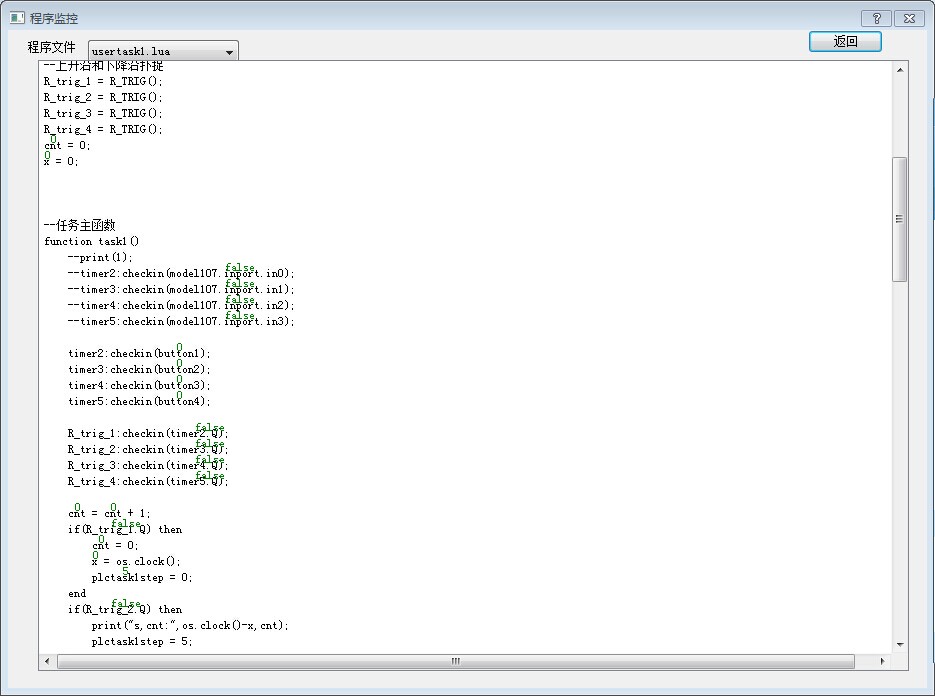 程序监控
程序文件 usertask1.lua 返回
--上升沿和下降沿扑捉
R_trig_1 = R_TRIG();
R_trig_2 = R_TRIG();
R_trig_3 = R_TRIG();
R_trig_4 = R_TRIG();
0
cnt = 0;
0
x = 0;
--任务主函数
function task1()
--print(1);
false
--timer2:checkin(model107.inport.in0);
false
--timer3:checkin(model107.inport.in1);
false
--timer4:checkin(model107.inport.in2);
false
--timer5:checkin(model107.inport.in3);
0
timer2:checkin(button1);
0
timer3:checkin(button2);
0
timer4:checkin(button3);
0
timer5:checkin(button4);
false
R_trig_1:checkin(timer2.Q);
false
R_trig_2:checkin(timer3.Q);
false
R_trig_3:checkin(timer4.Q);
false
R_trig_4:checkin(timer5.Q);
0 0
cnt = cnt + 1;
false
if(R_trig_1.Q) then
0
cnt = 0;
0
x = os.clock();
5
plctask1step = 0;
end
false
if(R_trig_2.Q) then
print("s,cnt:",os.clock()-x,cnt);
plctask1step = 5;